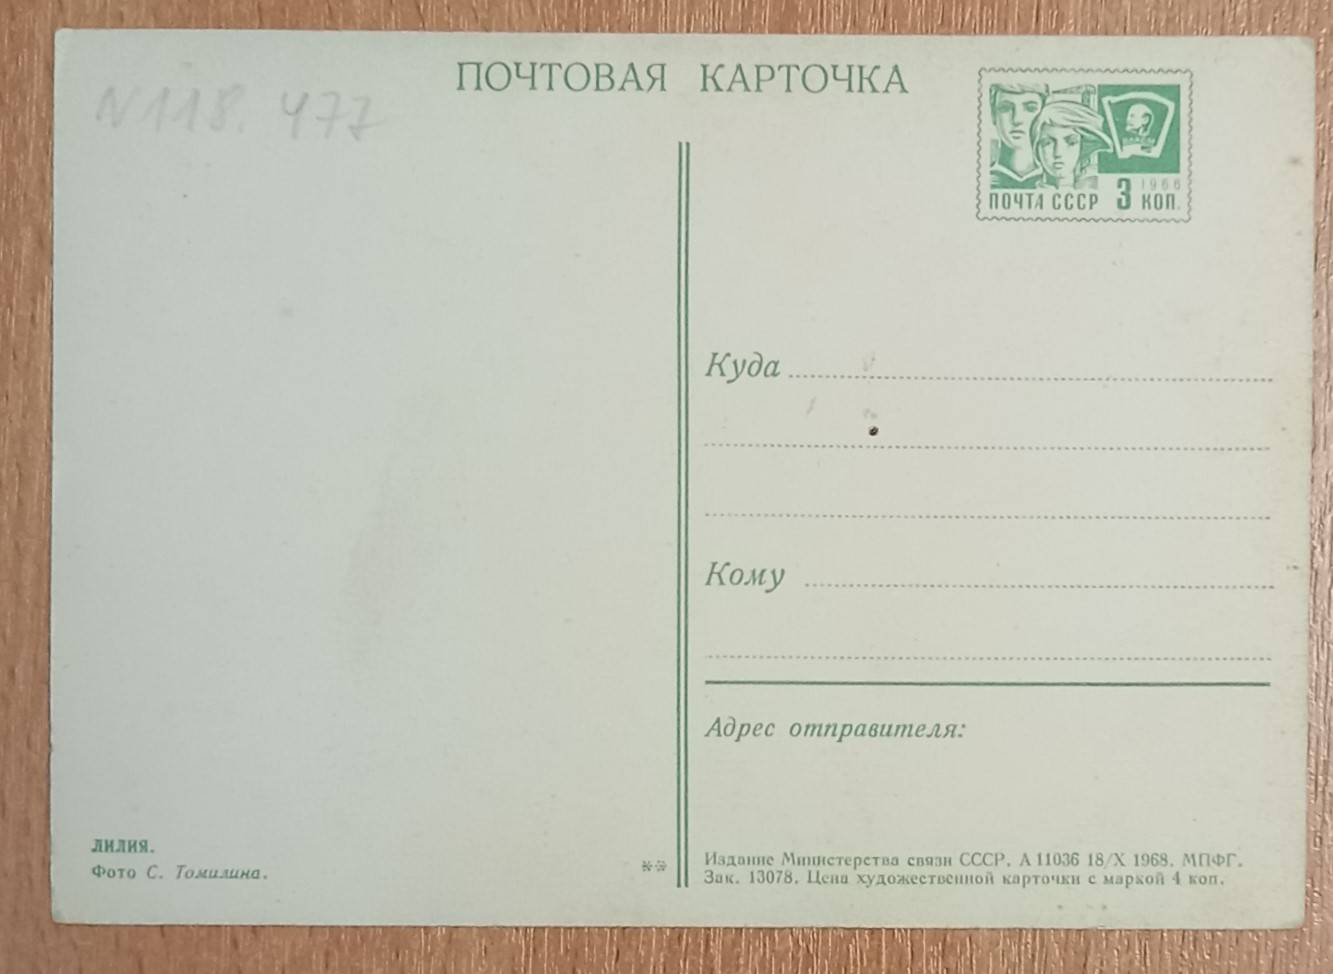 ПОЧТОВАЯ КАРТОЧКА
N118. 477
1966
ПОЧТА СССР 3 КОП.
Куда
Кому
Адрес отправителя:
ЛИЛИЯ.
Фото С. Томилина.
Издание Министерства связи СССР. А 11036 18/X 1968. МПФГ.
Зак. 13078. Цена художественной карточки с маркой 4 коп.